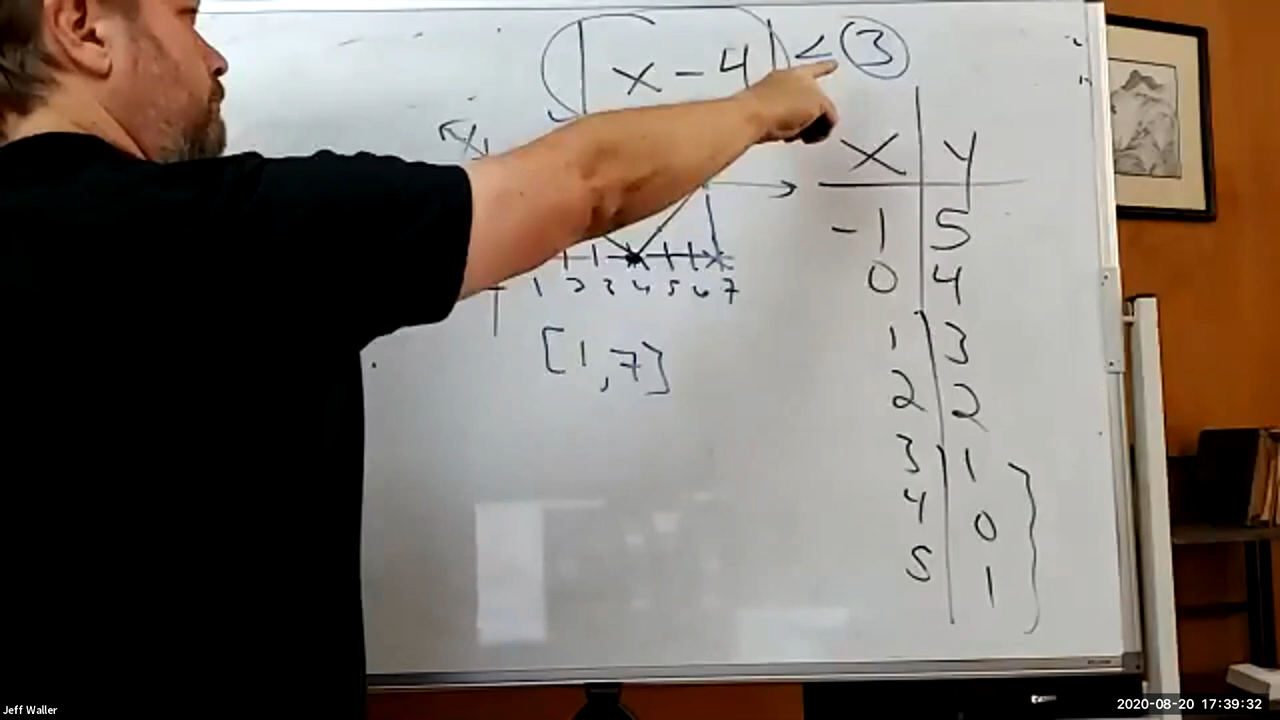 |x-4| < 3
x y
-1 5
0 4
1 3
2 2
3 1
4 0
5 1
1 2 3 4 5 6 7
[1,7]
Jeff Waller
2020-08-20 17:39:32